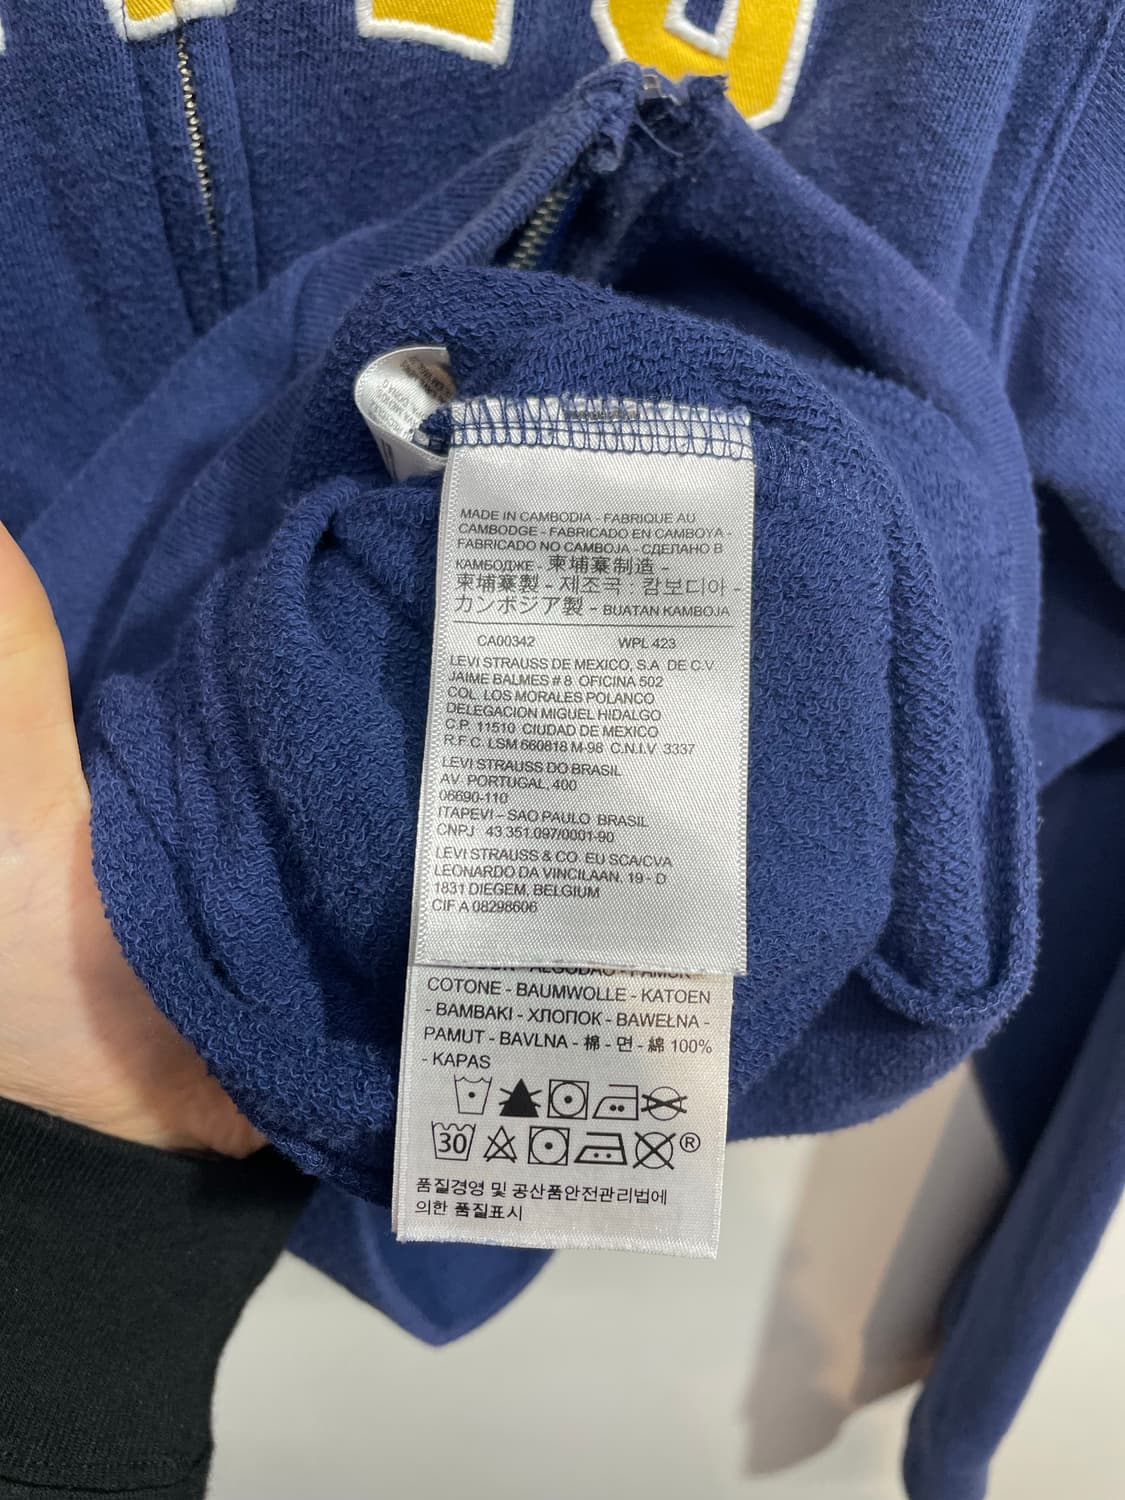 MADE IN CAMBODIA - FABRIQUE AU
CAMBODGE - FABRICADO EN CAMBOYA -
FABRICADO NO CAMBOJA - СДЕЛАНО В
КАМБОДЖЕ - 柬埔寨制造 -
柬埔寨製 - 제조국 : 캄보디아 -
カンボジア製 - BUATAN KAMBOJA
CA00342 WPL 423
LEVI STRAUSS DE MEXICO, S.A DE C.V
JAIME BALMES # 8 OFICINA 502
COL. LOS MORALES POLANCO
DELEGACION MIGUEL HIDALGO
C.P. 11510 CIUDAD DE MEXICO
R.F.C. LSM 660818 M-98 C.N.I.V 3337
LEVI STRAUSS DO BRASIL
AV. PORTUGAL, 400
06690-110
ITAPEVI - SAO PAULO BRASIL
CNPJ 43 351.097/0001-90
LEVI STRAUSS & CO. EU SCA/CVA
LEONARDO DA VINCILAAN, 19 - D
1831 DIEGEM, BELGIUM
CIF A 08298606
ALGODÃO - PAMUK -
COTONE - BAUMWOLLE - KATOEN
- BAMBAKI - ХЛОПОК - BAWEŁNA -
PAMUT - BAVLNA - 棉 - 면 - 綿 100%
- KAPAS
30 ®
품질경영 및 공산품안전관리법에
의한 품질표시